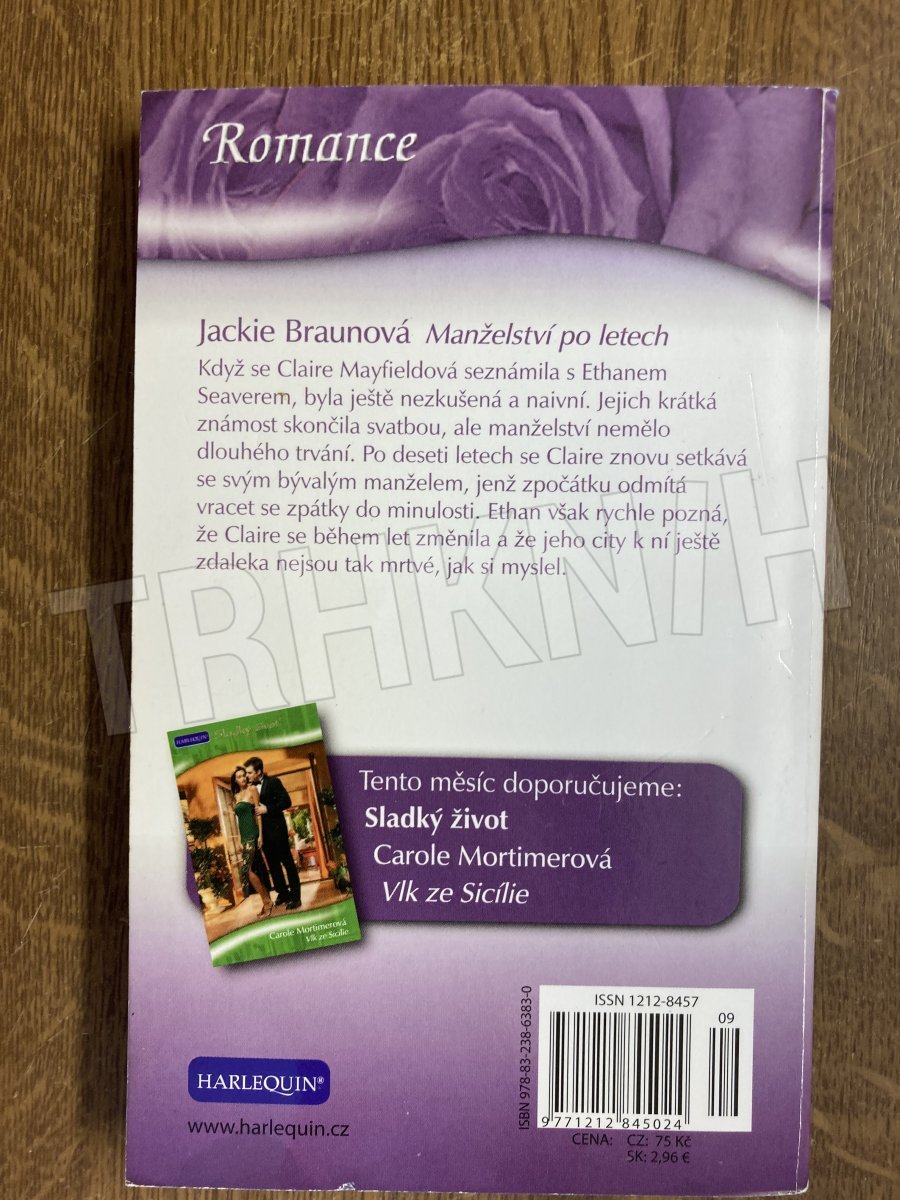 Romance
Jackie Braunová Manželství po letech
Když se Claire Mayfieldová seznámila s Ethanem
Seaverem, byla ještě nezkušená a naivní. Jejich krátká
známost skončila svatbou, ale manželství nemělo
dlouhého trvání. Po deseti letech se Claire znovu setkává
se svým bývalým manželem, jenž zpočátku odmítá
vracet se zpátky do minulosti. Ethan však rychle pozná,
že Claire se během let změnila a že jeho city k ní ještě
zdaleka nejsou tak mrtvé, jak si myslel.
TRHKNIH
HARLEQUIN
Sladký život
Carole Mortimerová
Vlk ze Sicílie
Tento měsíc doporučujeme:
Sladký život
Carole Mortimerová
Vlk ze Sicílie
HARLEQUIN®
www.harlequin.cz
ISBN 978-83-238-6383-0
ISSN 1212-8457
09
9 771212 845024
CENA: CZ: 75 Kč
SK: 2,96 €